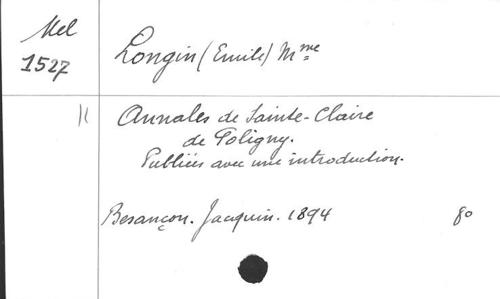 Mel
1527
Longin (Emile) Mme
11
Annales de Sainte-Claire
de Poligny.
Publiées avec une introduction.
Besançon. Jacquin. 1894
8o